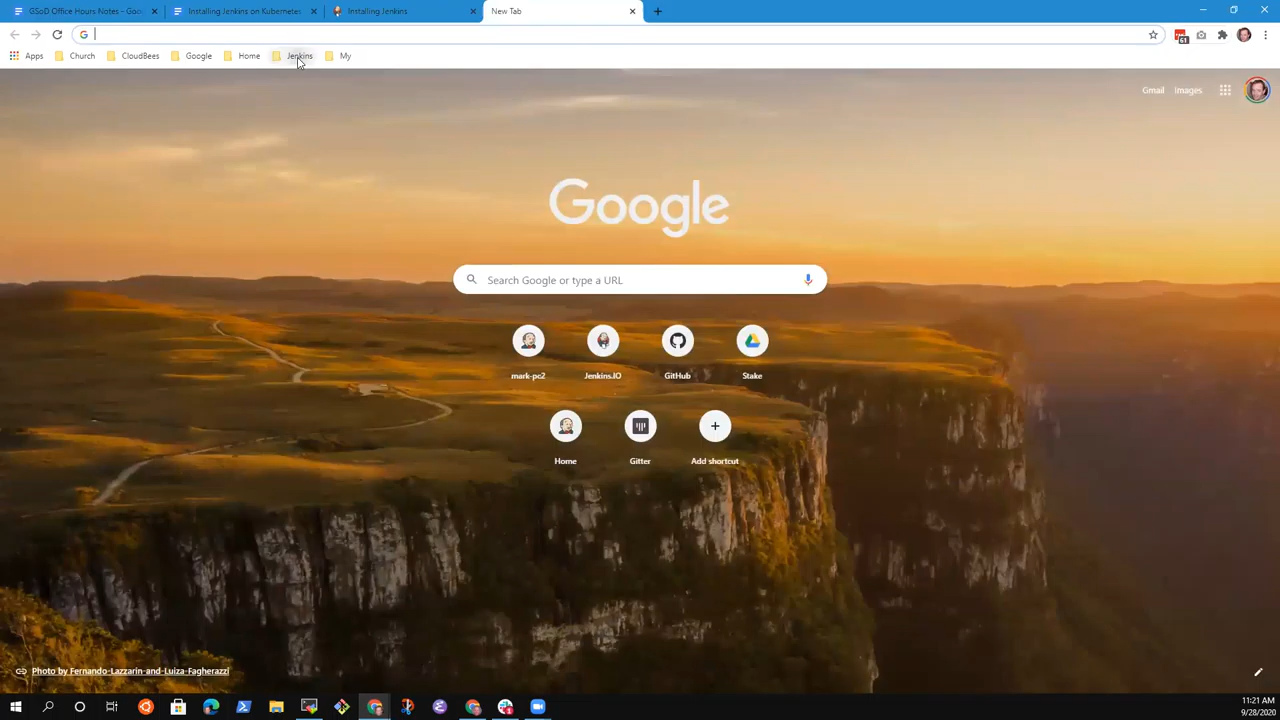 GSoD Office Hours Notes - Goo
Installing Jenkins on Kubernetes
Installing Jenkins
New Tab
61
Apps
Church
CloudBees
Google
Home
Jenkins
My
Gmail
Images
Google
Search Google or type a URL
mark-pc2
Jenkins.IO
GitHub
Stake
Home
Gitter
Add shortcut
Photo by Fernando-Lazzarin-and-Luiza-Fagherazzi
11:21 AM
9/28/2020